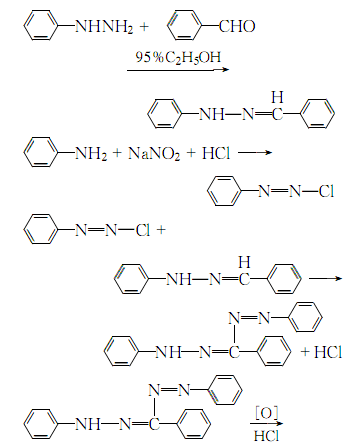 NHNH₂ + CHO
95%C₂H₅OH
H
NH—N=C
NH₂ + NaNO₂ + HCl
N=N—Cl
N=N—Cl +
H
NH—N=C
N=N
NH—N=C + HCl
N=N
NH—N=C [O]
HCl